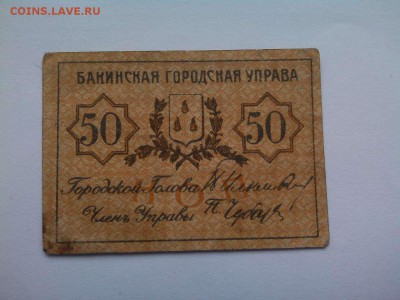 COINS.LAVE.RU
БАКИНСКАЯ ГОРОДСКАЯ УПРАВА
50 50
Городской Голова
Членъ Управы П.